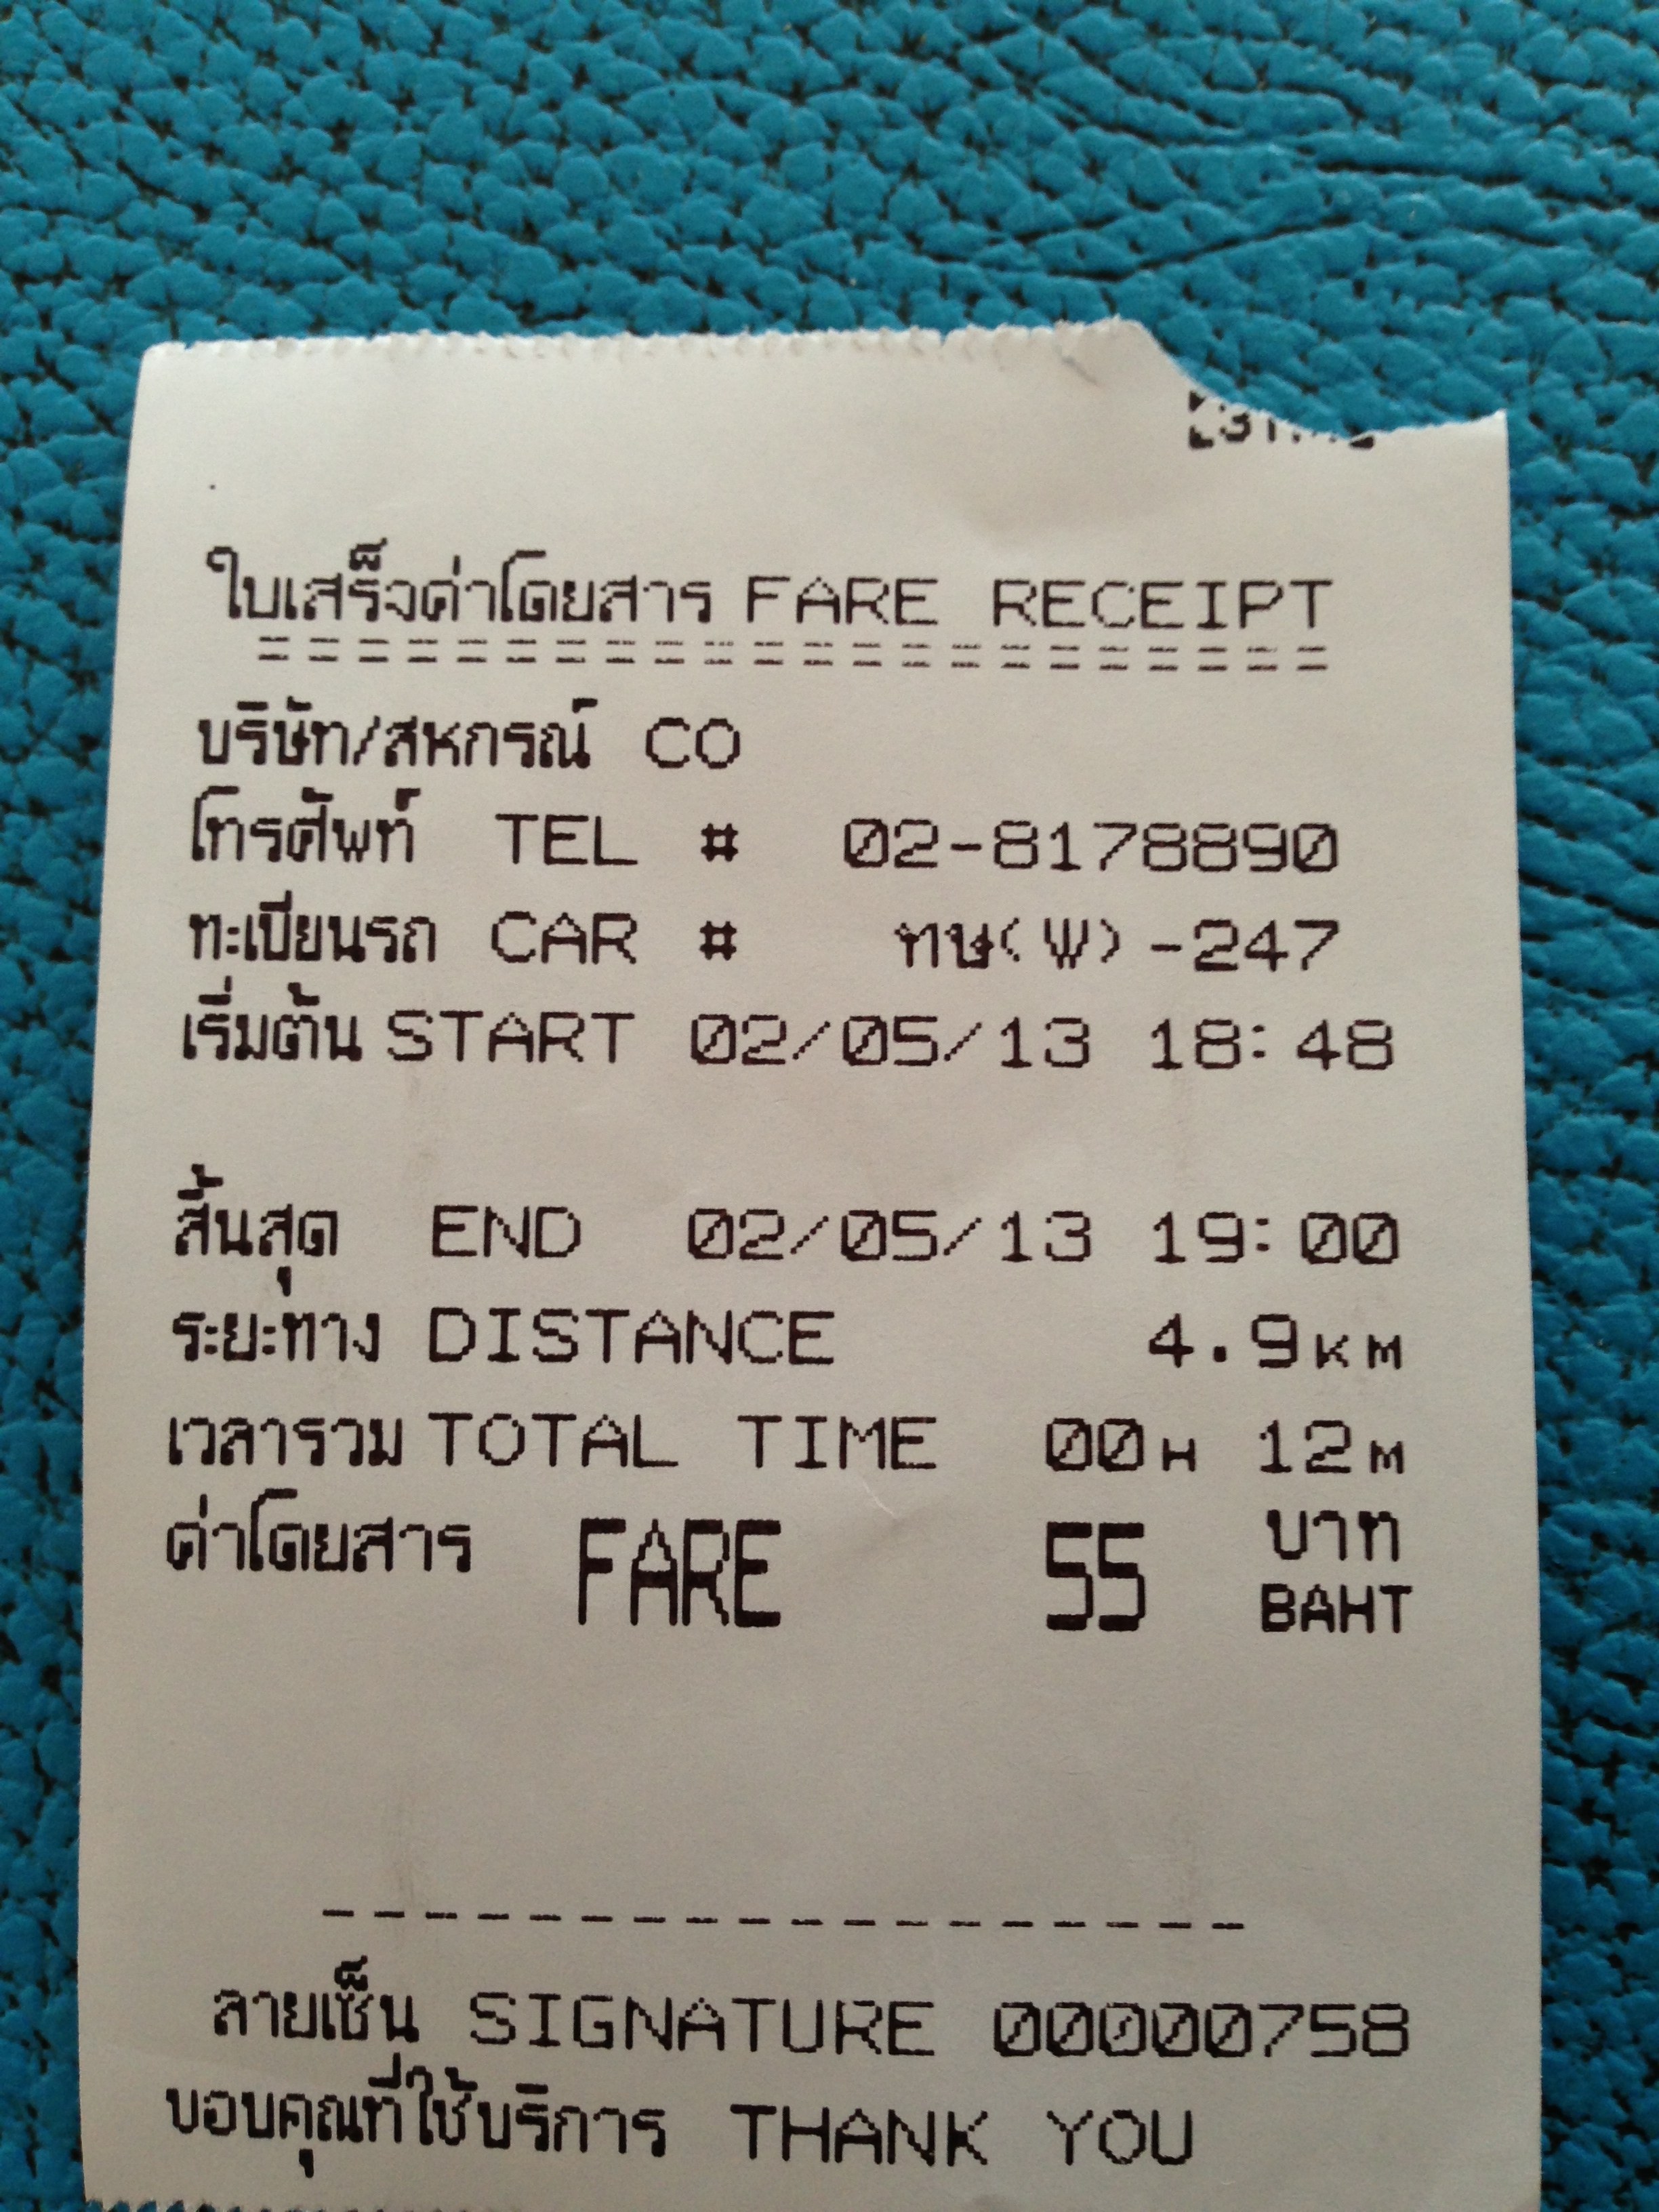 ใบเสร็จค่าโดยสาร FARE RECEIPT
======================
บริษัท/สหกรณ์ CO
โทรศัพท์ TEL # 02-8178890
ทะเบียนรถ CAR # ทษ(W)-247
เริ่มต้น START 02/05/13 18:48
สิ้นสุด END 02/05/13 19:00
ระยะทาง DISTANCE 4.9KM
เวลารวม TOTAL TIME 00H 12M
ค่าโดยสาร FARE 55 บาท
BAHT
-------------------
ลายเซ็น SIGNATURE 00000758
ขอบคุณที่ใช้บริการ THANK YOU